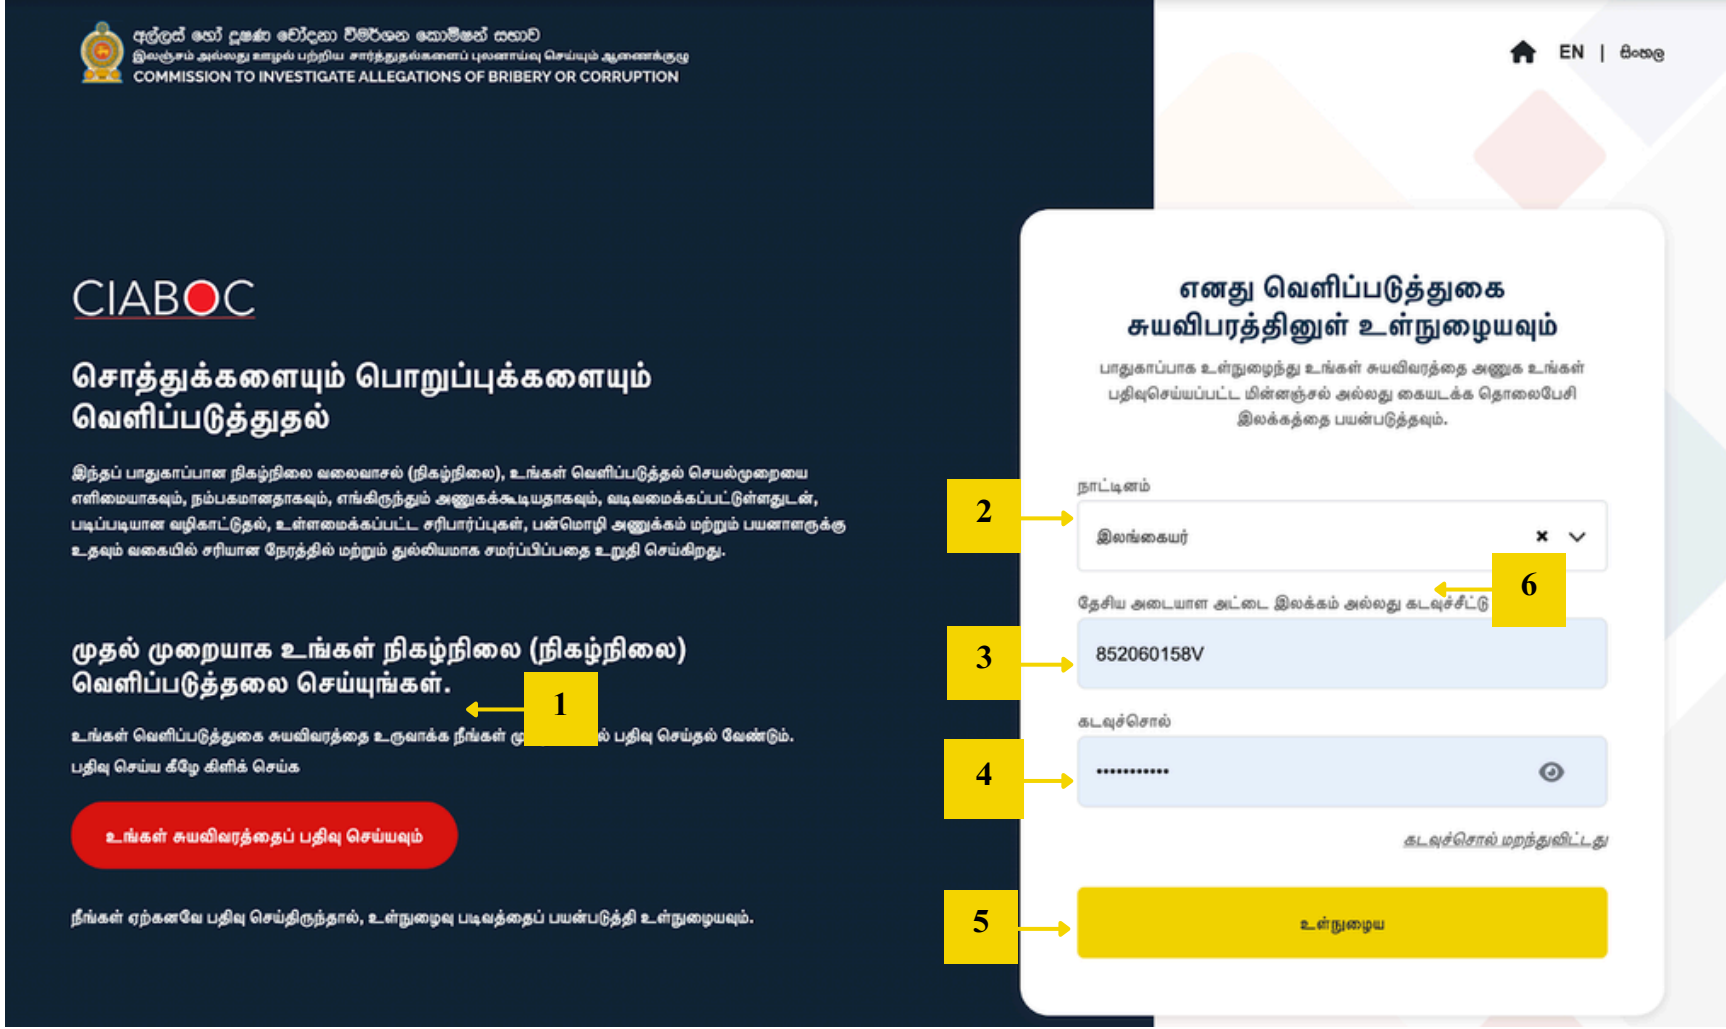 අල්ලස් හෝ දූෂණ චෝදනා විමර්ශන කොමිෂන් සභාව
இலஞ்சம் அல்லது ஊழல் பற்றிய சார்த்துதல்களைப் புலனாய்வு செய்யும் ஆணைக்குழு
COMMISSION TO INVESTIGATE ALLEGATIONS OF BRIBERY OR CORRUPTION
EN | සිංහල
CIABOC
சொத்துக்களையும் பொறுப்புக்களையும்
வெளிப்படுத்துதல்
இந்தப் பாதுகாப்பான நிகழ்நிலை வலைவாசல் (நிகழ்நிலை), உங்கள் வெளிப்படுத்தல் செயல்முறையை
எளிமையாகவும், நம்பகமானதாகவும், எங்கிருந்தும் அணுகக்கூடியதாகவும், வடிவமைக்கப்பட்டுள்ளதுடன்,
படிப்படியான வழிகாட்டுதல், உள்ளமைக்கப்பட்ட சரிபார்ப்புகள், பன்மொழி அணுக்கம் மற்றும் பயனாளருக்கு
உதவும் வகையில் சரியான நேரத்தில் மற்றும் துல்லியமாக சமர்ப்பிப்பதை உறுதி செய்கிறது.
முதல் முறையாக உங்கள் நிகழ்நிலை (நிகழ்நிலை)
வெளிப்படுத்தலை செய்யுங்கள்.
1
உங்கள் வெளிப்படுத்துகை சுயவிவரத்தை உருவாக்க நீங்கள் பதிவு செய்தல் வேண்டும்.
பதிவு செய்ய கீழே கிளிக் செய்க
உங்கள் சுயவிவரத்தைப் பதிவு செய்யவும்
நீங்கள் ஏற்கனவே பதிவு செய்திருந்தால், உள்நுழைவு படிவத்தைப் பயன்படுத்தி உள்நுழையவும்.
எனது வெளிப்படுத்துகை
சுயவிபரத்தினுள் உள்நுழையவும்
பாதுகாப்பாக உள்நுழைந்து உங்கள் சுயவிவரத்தை அணுக உங்கள்
பதிவுசெய்யப்பட்ட மின்னஞ்சல் அல்லது கையடக்க தொலைபேசி
இலக்கத்தை பயன்படுத்தவும்.
நாட்டினம்
2
இலங்கையர்
6
தேசிய அடையாள அட்டை இலக்கம் அல்லது கடவுச்சீட்டு
3
852060158V
கடவுச்சொல்
4
•••••••••••
கடவுச்சொல் மறந்துவிட்டது
5
உள்நுழைய